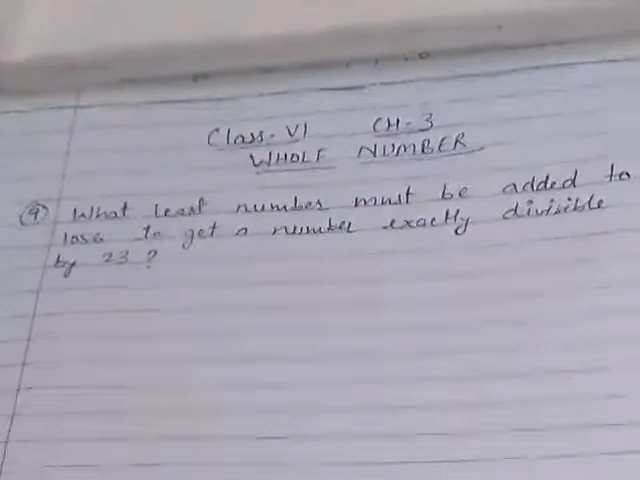 Class-VI CH-3
WHOLE NUMBER
9 What least number must be added to
1056 to get a number exactly divisible
by 23?